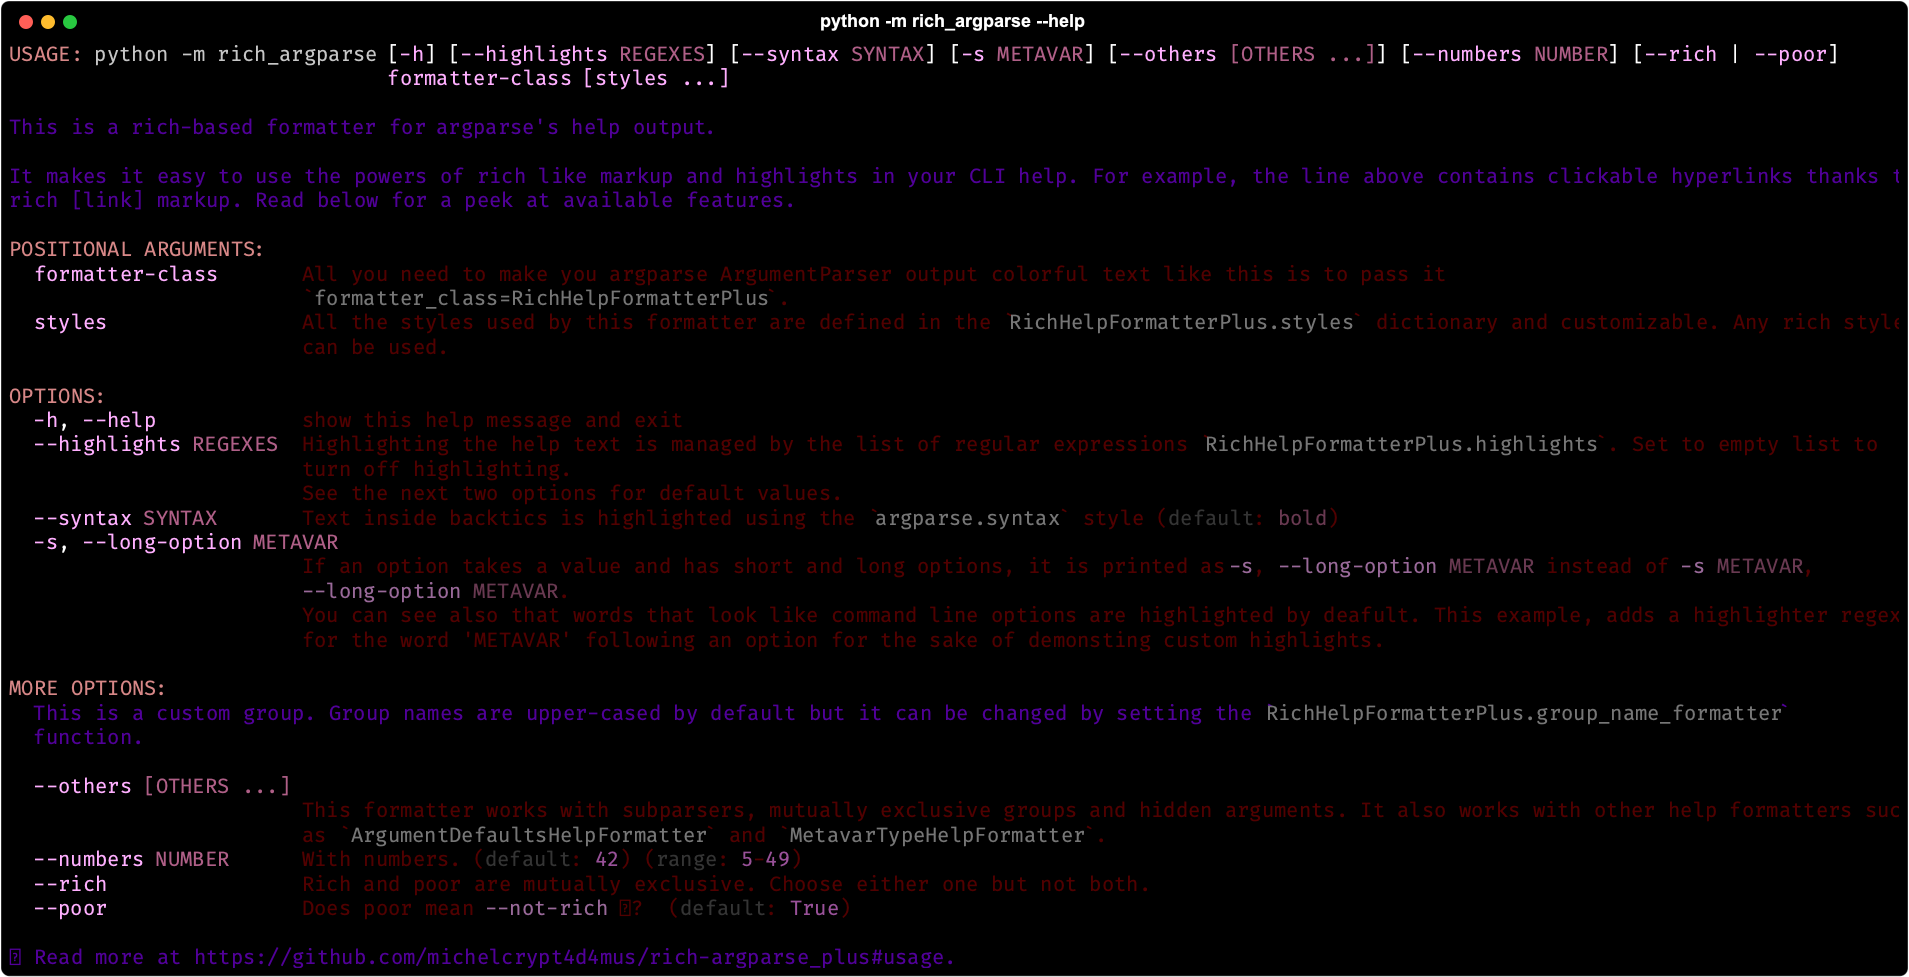 python -m rich_argparse --help
USAGE: python -m rich_argparse [-h] [--highlights REGEXES] [--syntax SYNTAX] [-s METAVAR] [--others [OTHERS ...]] [--numbers NUMBER] [--rich | --poor]
formatter-class [styles ...]
This is a rich-based formatter for argparse's help output.
It makes it easy to use the powers of rich like markup and highlights in your CLI help. For example, the line above contains clickable hyperlinks thanks t
rich [link] markup. Read below for a peek at available features.
POSITIONAL ARGUMENTS:
formatter-class All you need to make you argparse ArgumentParser output colorful text like this is to pass it
`formatter_class=RichHelpFormatterPlus`.
styles All the styles used by this formatter are defined in the `RichHelpFormatterPlus.styles` dictionary and customizable. Any rich style
can be used.
OPTIONS:
-h, --help show this help message and exit
--highlights REGEXES Highlighting the help text is managed by the list of regular expressions `RichHelpFormatterPlus.highlights`. Set to empty list to
turn off highlighting.
See the next two options for default values.
--syntax SYNTAX Text inside backtics is highlighted using the `argparse.syntax` style (default: bold)
-s, --long-option METAVAR
If an option takes a value and has short and long options, it is printed as -s, --long-option METAVAR instead of -s METAVAR,
--long-option METAVAR.
You can see also that words that look like command line options are highlighted by deafult. This example, adds a highlighter regex
for the word 'METAVAR' following an option for the sake of demonsting custom highlights.
MORE OPTIONS:
This is a custom group. Group names are upper-cased by default but it can be changed by setting the `RichHelpFormatterPlus.group_name_formatter`
function.
--others [OTHERS ...]
This formatter works with subparsers, mutually exclusive groups and hidden arguments. It also works with other help formatters suc
as `ArgumentDefaultsHelpFormatter` and `MetavarTypeHelpFormatter`.
--numbers NUMBER With numbers. (default: 42) (range: 5-49)
--rich Rich and poor are mutually exclusive. Choose either one but not both.
--poor Does poor mean --not-rich ? (default: True)
Read more at https://github.com/michelcrypt4d4mus/rich-argparse_plus#usage.